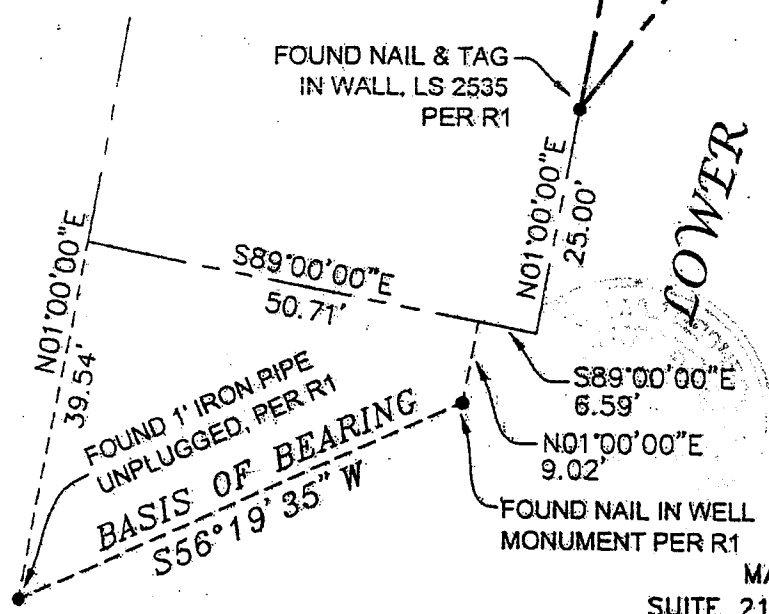 FOUND NAIL & TAG
IN WALL, LS 2535
PER R1
LOWER
N01°00'00"E
25.00'
S89°00'00"E
50.71'
N01°00'00"E
39.54'
S89°00'00"E
6.59'
N01°00'00"E
9.02'
FOUND 1' IRON PIPE
UNPLUGGED, PER R1
BASIS OF BEARING
S56°19'35" W
FOUND NAIL IN WELL
MONUMENT PER R1
MA
SUITE 21